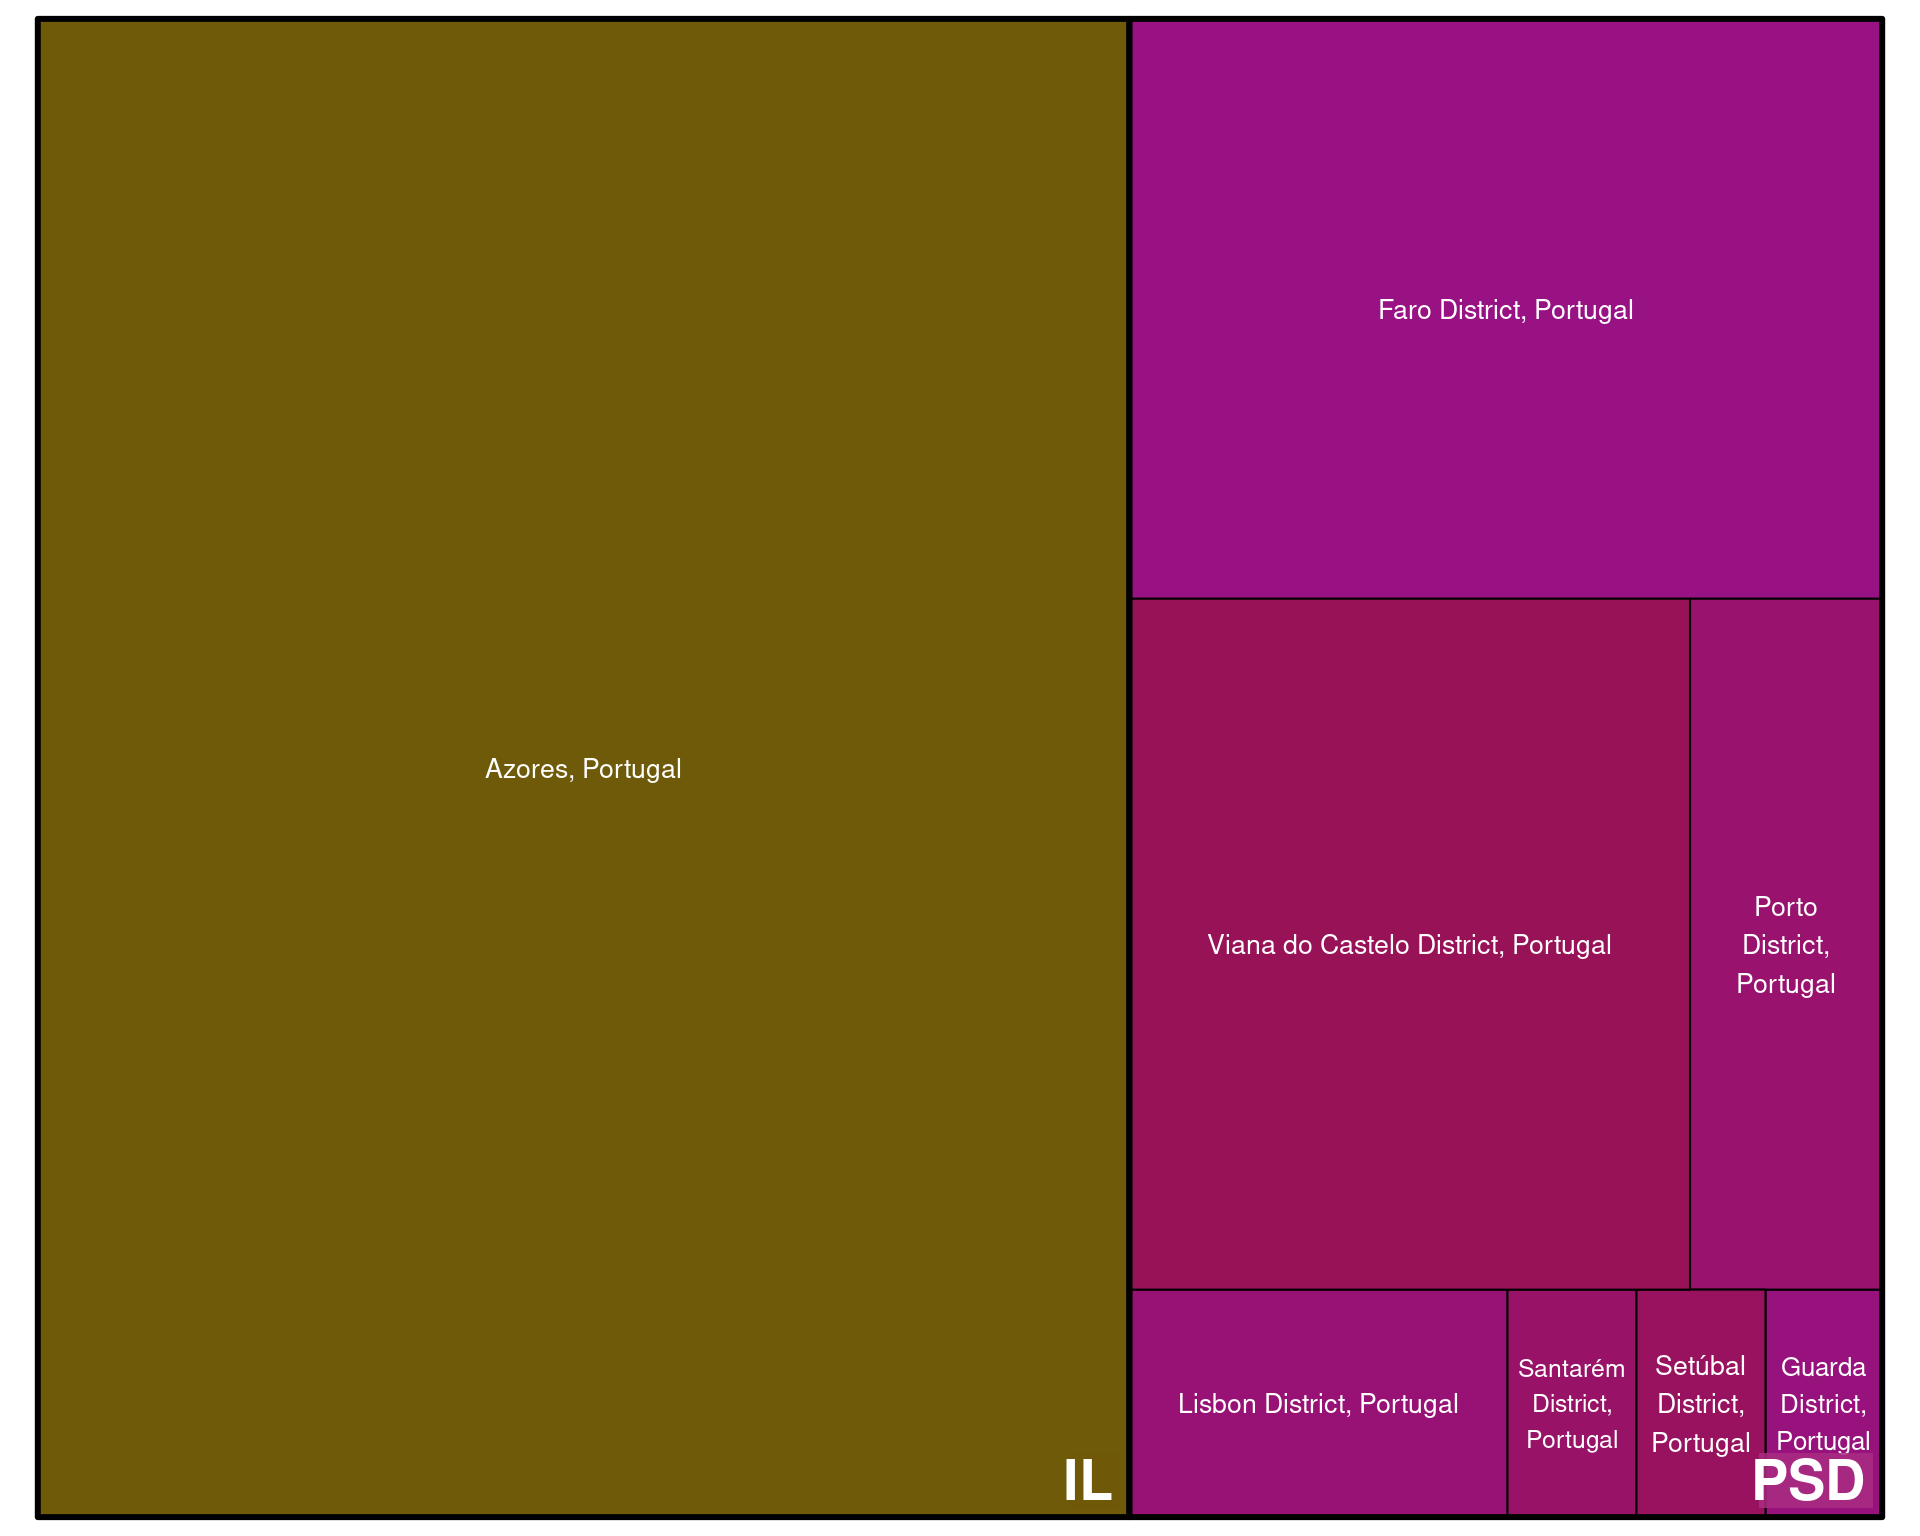 Azores, Portugal
IL
Faro District, Portugal
Viana do Castelo District, Portugal
Porto
District,
Portugal
Lisbon District, Portugal
Santarém
District,
Portugal
Setúbal
District,
Portugal
Guarda
District,
Portugal
PSD